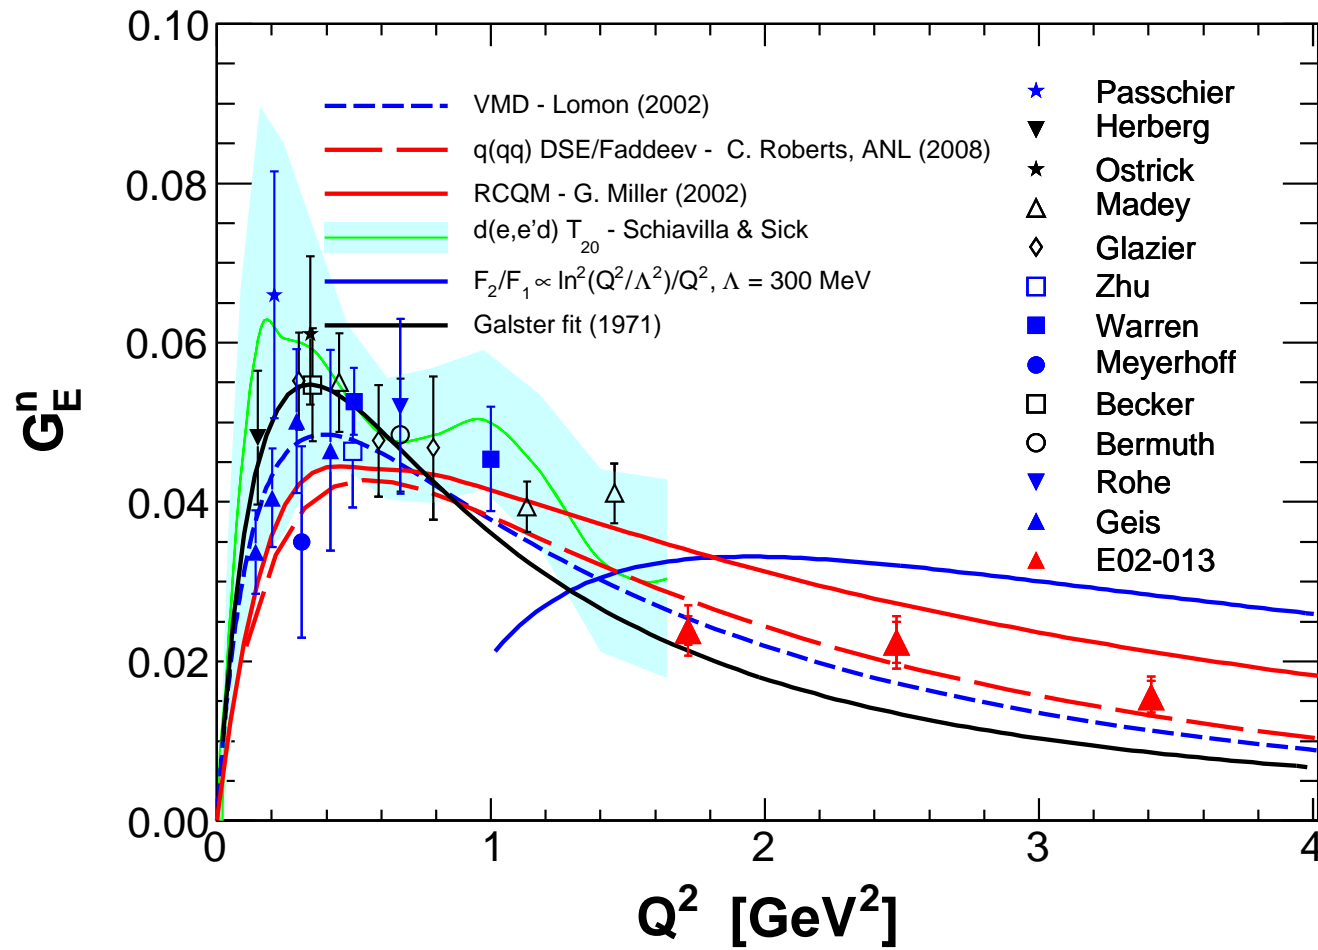 0.10
0.08
0.06
0.04
0.02
0.00
0
1
2
3
4
G_E^n
Q² [GeV²]
VMD - Lomon (2002)
q(qq) DSE/Faddeev - C. Roberts, ANL (2008)
RCQM - G. Miller (2002)
d(e,e'd) T₂₀ - Schiavilla & Sick
F₂/F₁ ∝ ln²(Q²/Λ²)/Q², Λ = 300 MeV
Galster fit (1971)
Passchier
Herberg
Ostrick
Madey
Glazier
Zhu
Warren
Meyerhoff
Becker
Bermuth
Rohe
Geis
E02-013